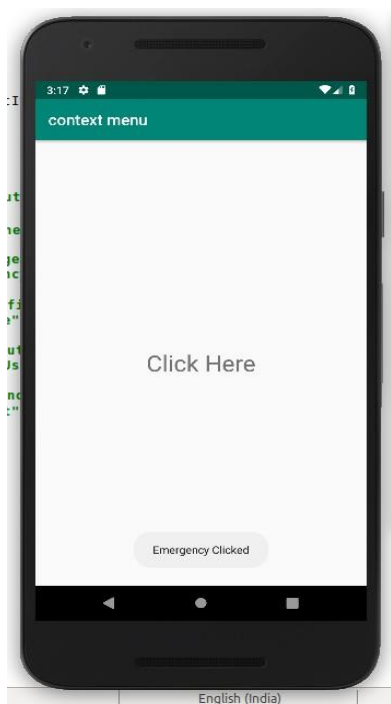 3:17
context menu
Click Here
Emergency Clicked
English (India)